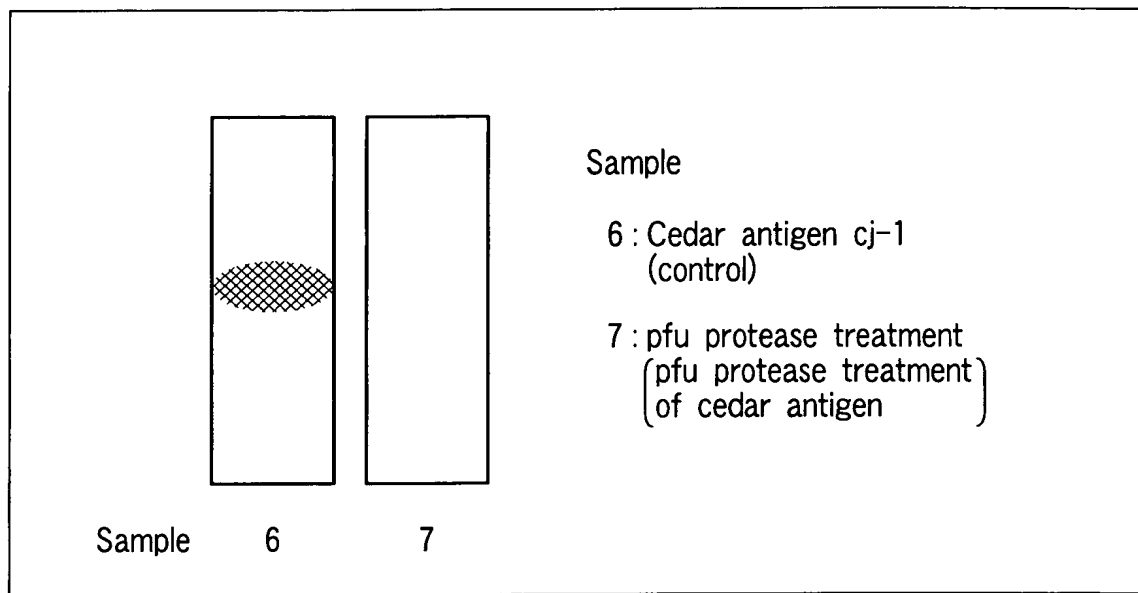 Sample
6 : Cedar antigen cj-1
(control)
7 : pfu protease treatment
(pfu protease treatment
of cedar antigen)
Sample 6 7